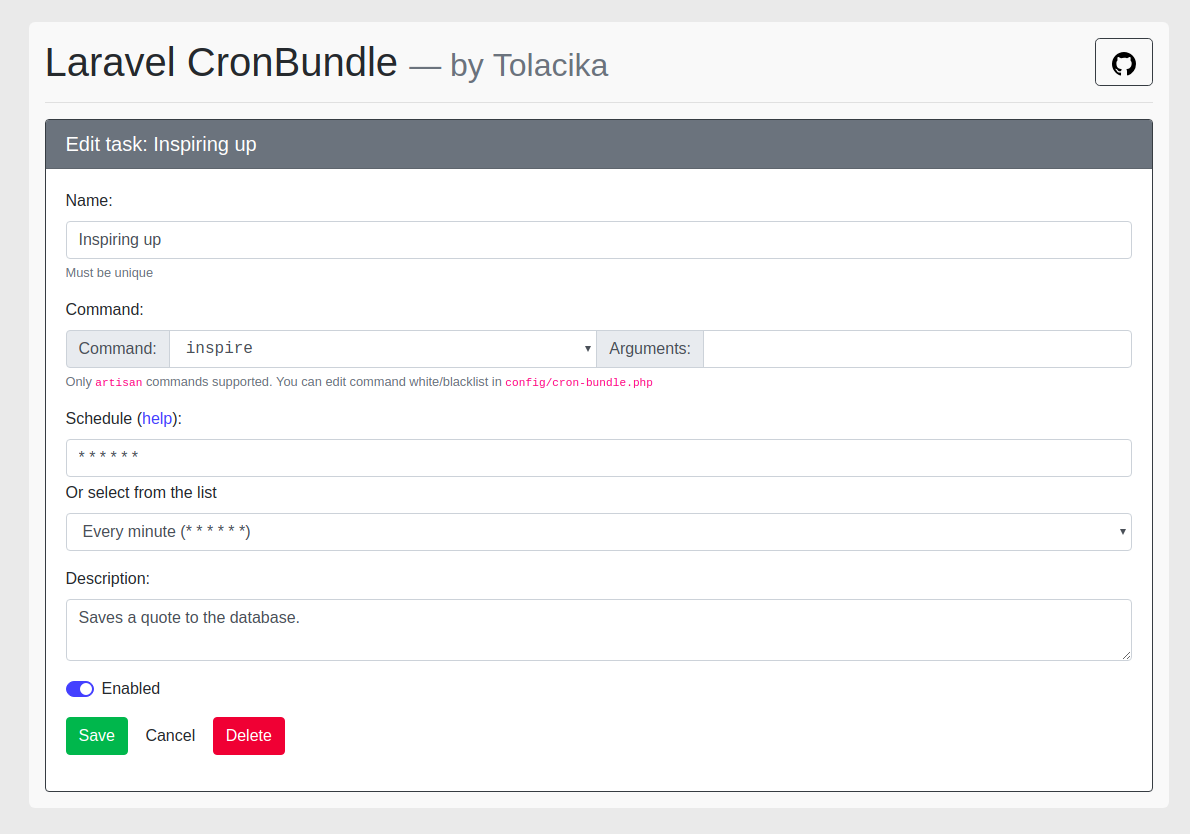 Laravel CronBundle — by Tolacika
Edit task: Inspiring up
Name:
Inspiring up
Must be unique
Command:
Command: inspire Arguments:
Only artisan commands supported. You can edit command white/blacklist in config/cron-bundle.php
Schedule (help):
* * * * * *
Or select from the list
Every minute (* * * * * *)
Description:
Saves a quote to the database.
Enabled
Save Cancel Delete